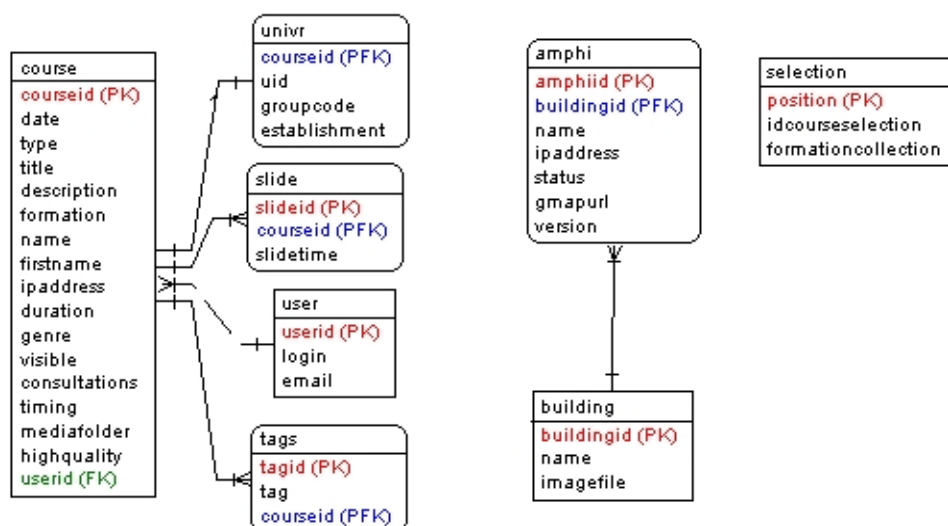 course
courseid (PK)
date
type
title
description
formation
name
firstname
ipaddress
duration
genre
visible
consultations
timing
mediafolder
highquality
userid (FK)
univr
courseid (PFK)
uid
groupcode
establishment
slide
slideid (PK)
courseid (PFK)
slidetime
user
userid (PK)
login
email
tags
tagid (PK)
tag
courseid (PFK)
amphi
amphiid (PK)
buildingid (PFK)
name
ipaddress
status
gmapurl
version
building
buildingid (PK)
name
imagefile
selection
position (PK)
idcourseselection
formationcollection